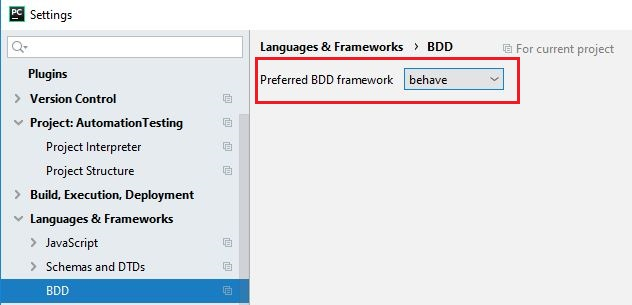 PC Settings
Languages & Frameworks › BDD For current project
Preferred BDD framework behave
Plugins
Version Control
Project: AutomationTesting
Project Interpreter
Project Structure
Build, Execution, Deployment
Languages & Frameworks
JavaScript
Schemas and DTDs
BDD